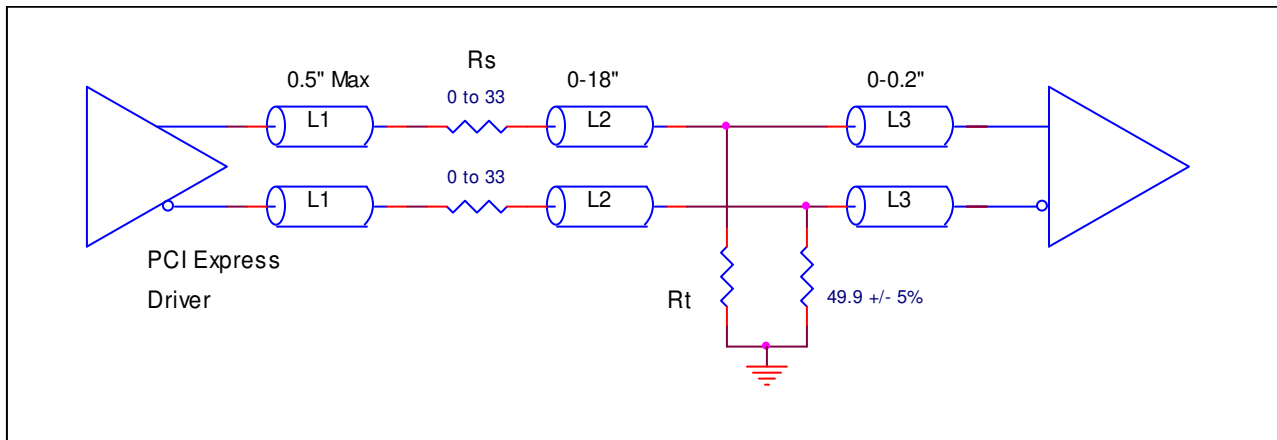 Rs
0.5" Max
0-18"
0-0.2"
0 to 33
L1
L2
L3
0 to 33
L1
L2
L3
PCI Express
Driver
Rt
49.9 +/- 5%